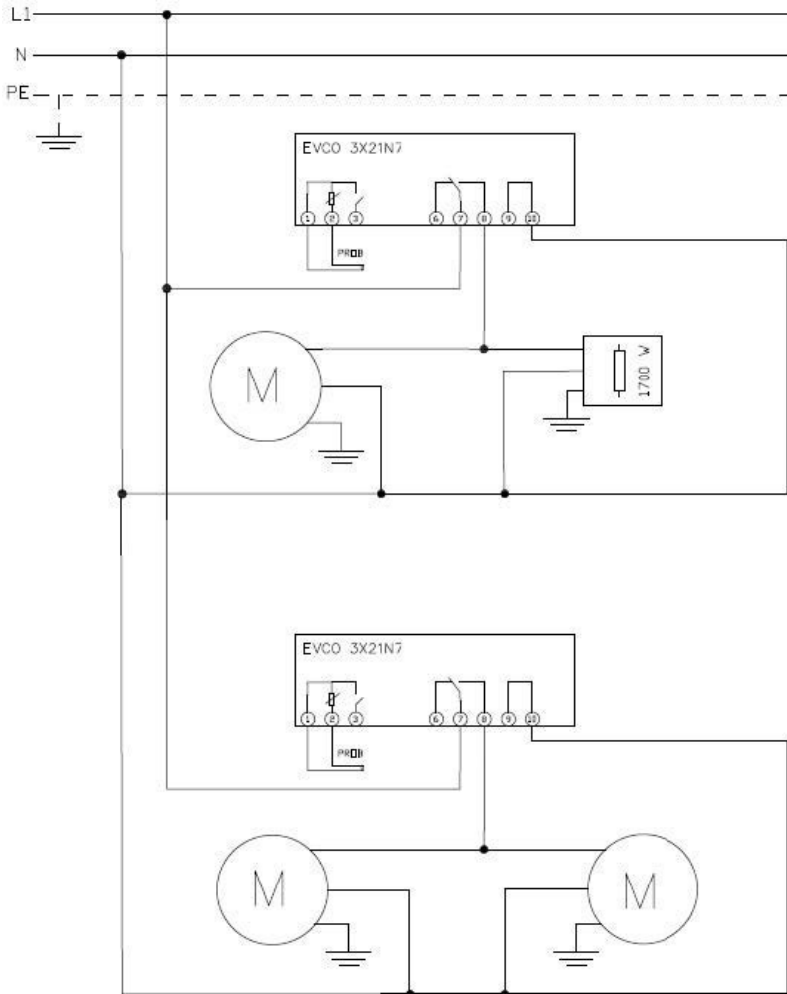 L1
N
PE
EVCO 3X21N7
1 2 3 6 7 8 9 10
PROB
M
1700 W
EVCO 3X21N7
1 2 3 6 7 8 9 10
PROB
M M